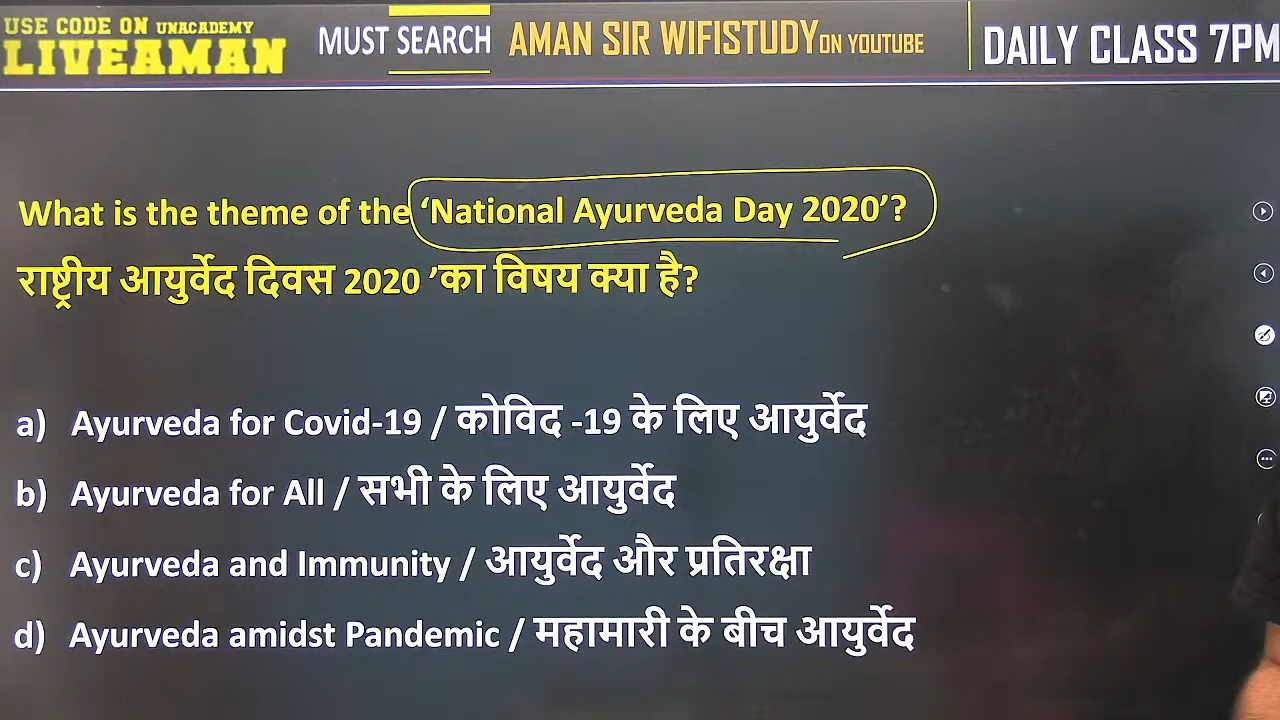 USE CODE ON UNACADEMY
LIVEAMAN
MUST SEARCH
AMAN SIR WIFISTUDY ON YOUTUBE
DAILY CLASS 7PM
What is the theme of the ‘National Ayurveda Day 2020’?
राष्ट्रीय आयुर्वेद दिवस 2020 ’का विषय क्या है?
a) Ayurveda for Covid-19 / कोविद -19 के लिए आयुर्वेद
b) Ayurveda for All / सभी के लिए आयुर्वेद
c) Ayurveda and Immunity / आयुर्वेद और प्रतिरक्षा
d) Ayurveda amidst Pandemic / महामारी के बीच आयुर्वेद